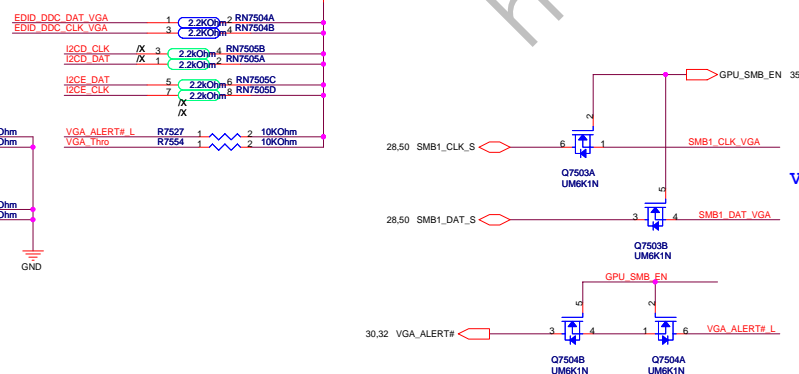 EDID_DDC_DAT_VGA 1 2.2KOhm 2 RN7504A
EDID_DDC_CLK_VGA 3 2.2KOhm 4 RN7504B
I2CD_CLK /X 3 2.2kOhm 4 RN7505B
I2CD_DAT /X 1 2.2kOhm 2 RN7505A
I2CE_DAT 5 2.2kOhm 6 RN7505C
I2CE_CLK 7 2.2kOhm 8 RN7505D
/X
/X
VGA_ALERT#_L R7527 1 2 10KOhm
VGA_Thro R7554 1 2 10KOhm
Ohm
Ohm
Ohm
Ohm
GND
h
GPU_SMB_EN 35
2
28,50 SMB1_CLK_S 6 1 SMB1_CLK_VGA
Q7503A
UM6K1N
V
5
28,50 SMB1_DAT_S 3 4 SMB1_DAT_VGA
Q7503B
UM6K1N
GPU_SMB_EN
5 2
30,32 VGA_ALERT# 3 4 1 6 VGA_ALERT#_L
Q7504B Q7504A
UM6K1N UM6K1N